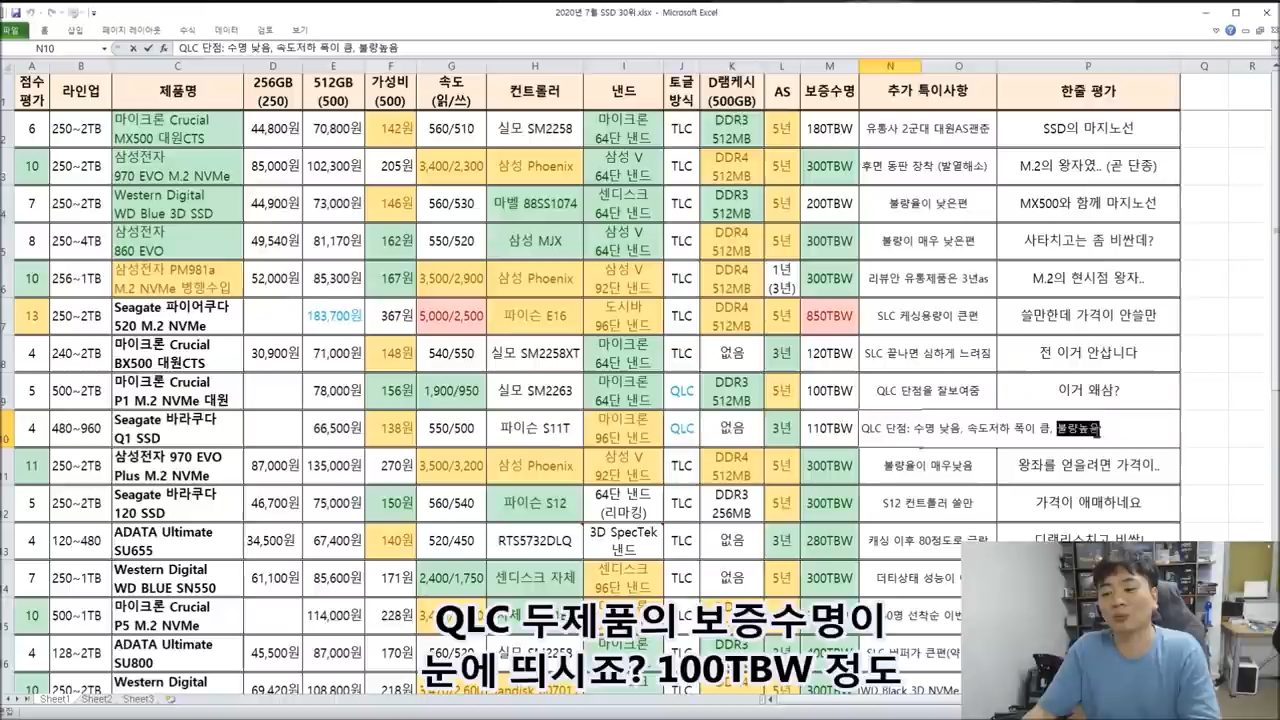 2020년 7월 SSD 30위.xlsx - Microsoft Excel
파일 홈 삽입 페이지 레이아웃 수식 데이터 검토 보기
N10 QLC 단점: 수명 낮음, 속도저하 폭이 큼, 불량높음
A B C D E F G H I J K L M N O P Q R
점수 평가 라인업 제품명 256GB (250) 512GB (500) 가성비 (500) 속도 (읽/쓰) 컨트롤러 낸드 토글 방식 D램케시 (500GB) AS 보증수명 추가 특이사항 한줄 평가
6 250~2TB 마이크론 Crucial MX500 대원CTS 44,800원 70,800원 142원 560/510 실모 SM2258 마이크론 64단 낸드 TLC DDR3 512MB 5년 180TBW 유통사 2군대 대원AS괜준 SSD의 마지노선
10 250~2TB 삼성전자 970 EVO M.2 NVMe 85,000원 102,300원 205원 3,400/2,300 삼성 Phoenix 삼성 V 64단 낸드 TLC DDR4 512MB 5년 300TBW 후면 동판 장착 (발열해소) M.2의 왕자였.. (곧 단종)
7 250~2TB Western Digital WD Blue 3D SSD 44,900원 73,000원 146원 560/530 마벨 88SS1074 센디스크 64단 낸드 TLC DDR3 512MB 5년 200TBW 불량율이 낮은편 MX500와 함께 마지노선
8 250~4TB 삼성전자 860 EVO 49,540원 81,170원 162원 550/520 삼성 MJX 삼성 V 64단 낸드 TLC DDR4 512MB 5년 300TBW 불량이 매우 낮은편 사타치고는 좀 비싼데?
10 256~1TB 삼성전자 PM981a M.2 NVMe 병행수입 52,000원 85,300원 167원 3,500/2,900 삼성 Phoenix 삼성 V 92단 낸드 TLC DDR4 512MB 1년 (3년) 300TBW 리뷰안 유통제품은 3년as M.2의 현시점 왕자..
13 250~2TB Seagate 파이어쿠다 520 M.2 NVMe 183,700원 367원 5,000/2,500 파이슨 E16 도시바 96단 낸드 TLC DDR4 512MB 5년 850TBW SLC 케싱용량이 큰편 쓸만한데 가격이 안쓸만
4 240~2TB 마이크론 Crucial BX500 대원CTS 30,900원 71,000원 148원 540/550 실모 SM2258XT 마이크론 64단 낸드 TLC 없음 3년 120TBW SLC 끝나면 심하게 느려짐 전 이거 안삽니다
5 500~2TB 마이크론 Crucial P1 M.2 NVMe 대원 78,000원 156원 1,900/950 실모 SM2263 마이크론 64단 낸드 QLC DDR3 512MB 5년 100TBW QLC 단점을 잘보여줌 이거 왜삼?
4 480~960 Seagate 바라쿠다 Q1 SSD 66,500원 138원 550/500 파이슨 S11T 마이크론 96단 낸드 QLC 없음 3년 110TBW QLC 단점: 수명 낮음, 속도저하 폭이 큼, 불량높음
11 250~2TB 삼성전자 970 EVO Plus M.2 NVMe 87,000원 135,000원 270원 3,500/3,200 삼성 Phoenix 삼성 V 92단 낸드 TLC DDR4 512MB 5년 300TBW 불량율이 매우낮음 왕좌를 얻을려면 가격이..
5 250~2TB Seagate 바라쿠다 120 SSD 46,700원 75,000원 150원 560/540 파이슨 S12 64단 낸드 (리마킹) TLC DDR3 256MB 5년 300TBW S12 컨트롤러 쓸만 가격이 애매하네요
4 120~480 ADATA Ultimate SU655 34,500원 67,400원 140원 520/450 RTS5732DLQ 3D SpecTek 낸드 TLC 없음 3년 280TBW 캐싱 이후 80정도로 급락
7 250~1TB Western Digital WD BLUE SN550 61,100원 85,600원 171원 2,400/1,750 센디스크 자체 센디스크 96단 낸드 TLC 없음 5년 300TBW 더티상태 성능이
10 500~1TB 마이크론 Crucial P5 M.2 NVMe 114,000원 228원
4 128~2TB ADATA Ultimate SU800 45,500원 87,000원 170원
10 250~2TB Western Digital 69,420원 108,800원 218원
QLC 두제품의 보증수명이
눈에 띄시죠? 100TBW 정도
Sheet1 Sheet2 Sheet3